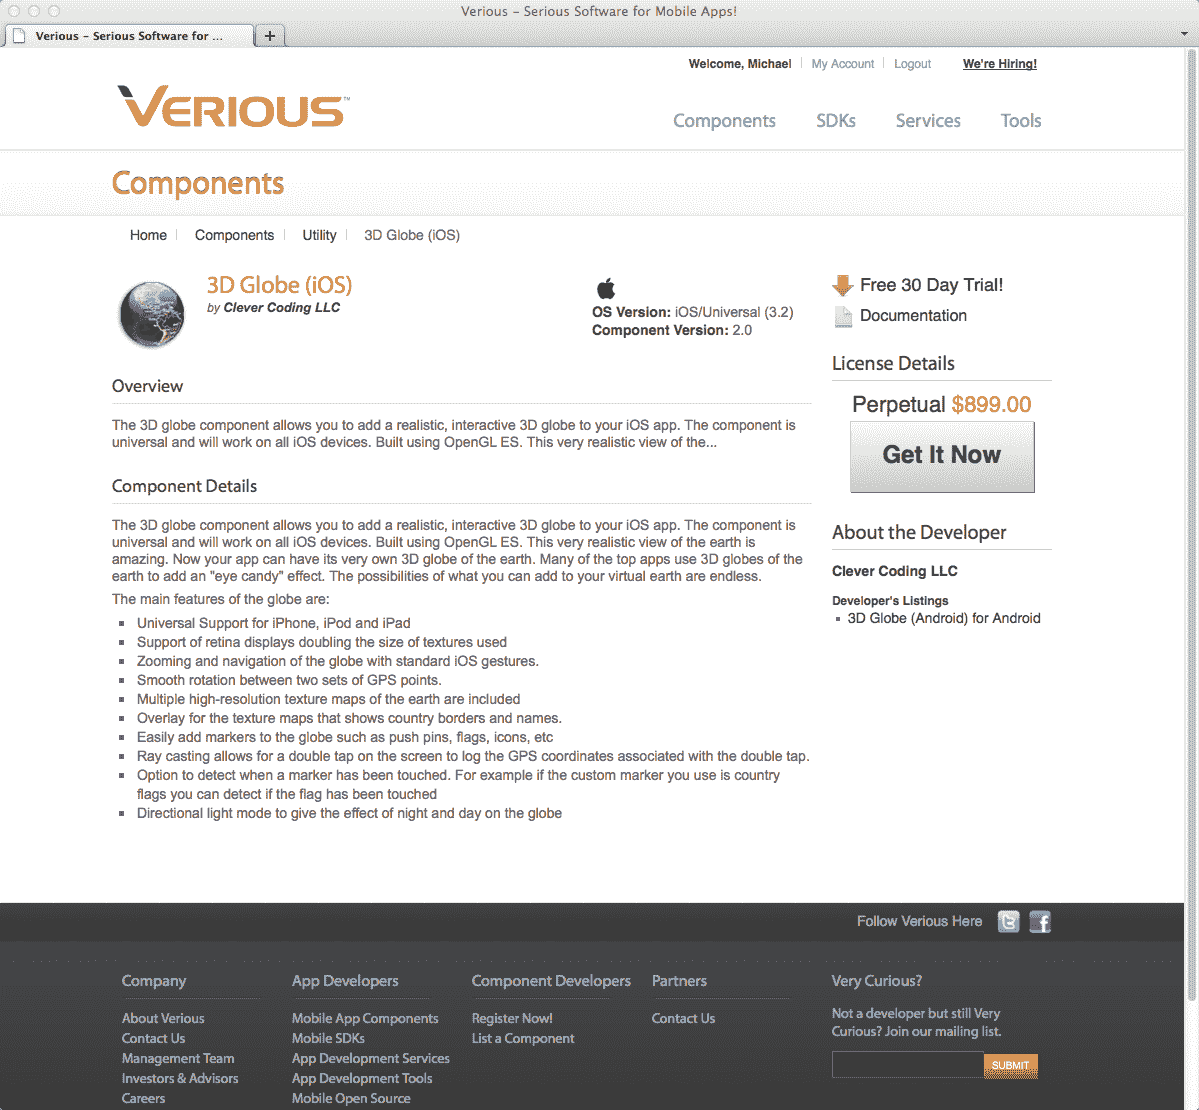 Verious – Serious Software for Mobile Apps!
Verious – Serious Software for ...
Welcome, Michael
My Account
Logout
We're Hiring!
VERIOUS™
Components
SDKs
Services
Tools
Components
Home
Components
Utility
3D Globe (iOS)
3D Globe (iOS)
by Clever Coding LLC
OS Version: iOS/Universal (3.2)
Component Version: 2.0
Free 30 Day Trial!
Documentation
License Details
Perpetual $899.00
Get It Now
Overview
The 3D globe component allows you to add a realistic, interactive 3D globe to your iOS app. The component is
universal and will work on all iOS devices. Built using OpenGL ES. This very realistic view of the...
Component Details
The 3D globe component allows you to add a realistic, interactive 3D globe to your iOS app. The component is
universal and will work on all iOS devices. Built using OpenGL ES. This very realistic view of the earth is
amazing. Now your app can have its very own 3D globe of the earth. Many of the top apps use 3D globes of the
earth to add an "eye candy" effect. The possibilities of what you can add to your virtual earth are endless.
The main features of the globe are:
Universal Support for iPhone, iPod and iPad
Support of retina displays doubling the size of textures used
Zooming and navigation of the globe with standard iOS gestures.
Smooth rotation between two sets of GPS points.
Multiple high-resolution texture maps of the earth are included
Overlay for the texture maps that shows country borders and names.
Easily add markers to the globe such as push pins, flags, icons, etc
Ray casting allows for a double tap on the screen to log the GPS coordinates associated with the double tap.
Option to detect when a marker has been touched. For example if the custom marker you use is country
flags you can detect if the flag has been touched
Directional light mode to give the effect of night and day on the globe
About the Developer
Clever Coding LLC
Developer's Listings
3D Globe (Android) for Android
Follow Verious Here
Company
About Verious
Contact Us
Management Team
Investors & Advisors
Careers
App Developers
Mobile App Components
Mobile SDKs
App Development Services
App Development Tools
Mobile Open Source
Component Developers
Register Now!
List a Component
Partners
Contact Us
Very Curious?
Not a developer but still Very
Curious? Join our mailing list.
SUBMIT